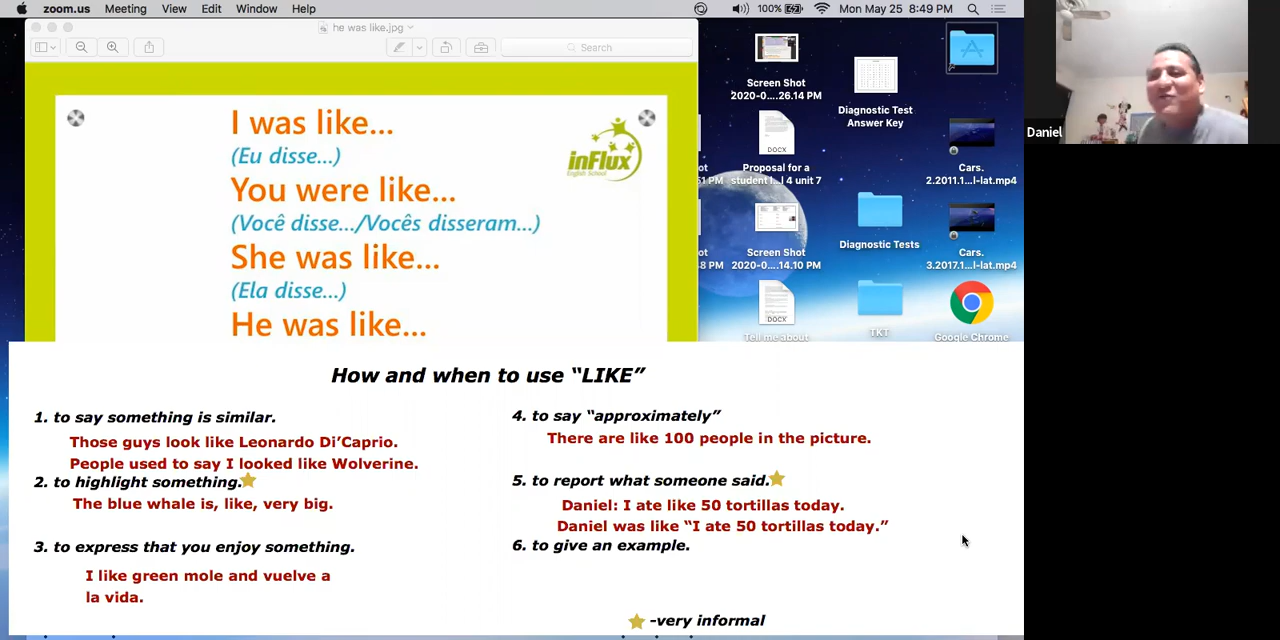 zoom.us Meeting View Edit Window Help
100% Mon May 25 8:49 PM
he was like.jpg
Search
I was like...
(Eu disse...)
You were like...
(Você disse.../Vocês disseram...)
She was like...
(Ela disse...)
He was like...
inFlux
English School
Screen Shot
2020-0....26.14 PM
Diagnostic Test
Answer Key
DOCX
Proposal for a
student l...l 4 unit 7
Cars.
2.2011.1...l-lat.mp4
Screen Shot
2020-0....14.10 PM
Diagnostic Tests
Cars.
3.2017.1...l-lat.mp4
DOCX
Tell me about
TKT
Google Chrome
Daniel
How and when to use “LIKE”
1. to say something is similar.
Those guys look like Leonardo Di’Caprio.
People used to say I looked like Wolverine.
2. to highlight something.
The blue whale is, like, very big.
3. to express that you enjoy something.
I like green mole and vuelve a
la vida.
4. to say “approximately”
There are like 100 people in the picture.
5. to report what someone said.
Daniel: I ate like 50 tortillas today.
Daniel was like “I ate 50 tortillas today.”
6. to give an example.
-very informal